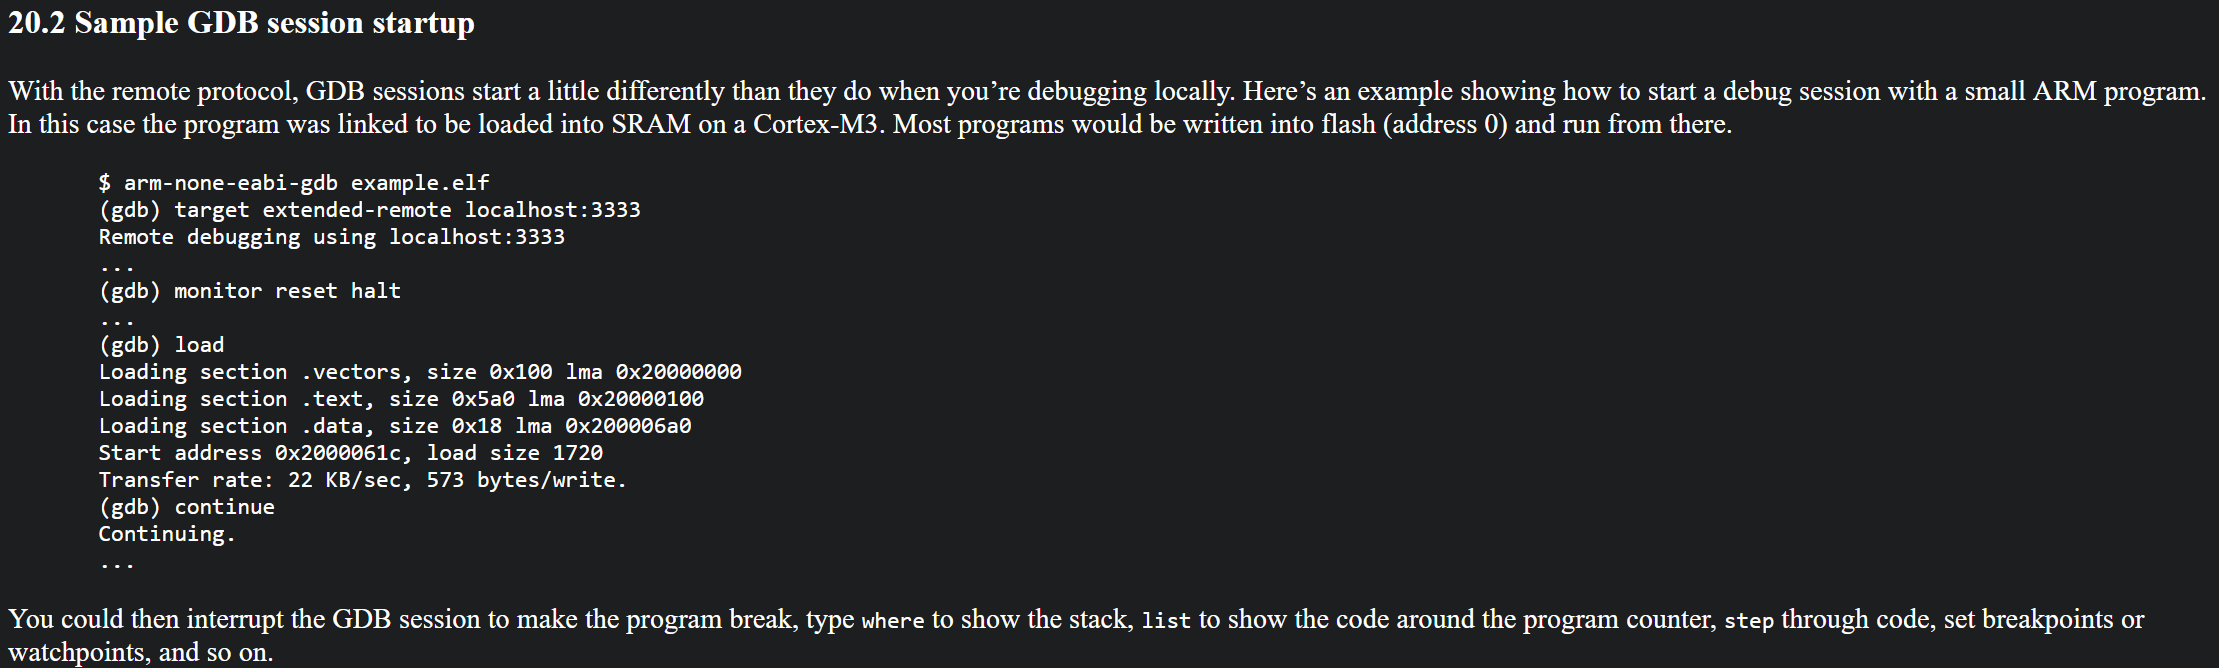 20.2 Sample GDB session startup
With the remote protocol, GDB sessions start a little differently than they do when you’re debugging locally. Here’s an example showing how to start a debug session with a small ARM program.
In this case the program was linked to be loaded into SRAM on a Cortex-M3. Most programs would be written into flash (address 0) and run from there.
$ arm-none-eabi-gdb example.elf
(gdb) target extended-remote localhost:3333
Remote debugging using localhost:3333
...
(gdb) monitor reset halt
...
(gdb) load
Loading section .vectors, size 0x100 lma 0x20000000
Loading section .text, size 0x5a0 lma 0x20000100
Loading section .data, size 0x18 lma 0x200006a0
Start address 0x2000061c, load size 1720
Transfer rate: 22 KB/sec, 573 bytes/write.
(gdb) continue
Continuing.
...
You could then interrupt the GDB session to make the program break, type where to show the stack, list to show the code around the program counter, step through code, set breakpoints or
watchpoints, and so on.